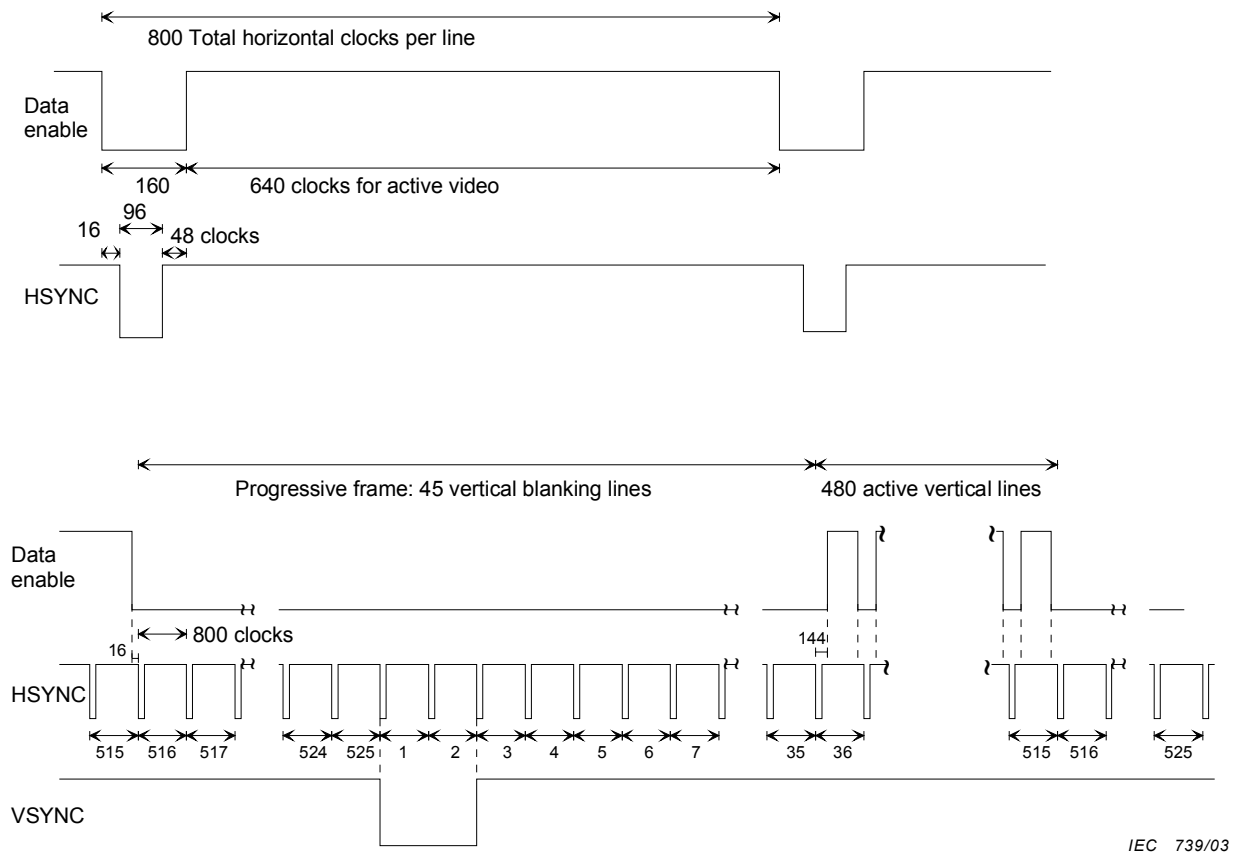 800 Total horizontal clocks per line
Data
enable
160
640 clocks for active video
96
16
48 clocks
HSYNC
Progressive frame: 45 vertical blanking lines
480 active vertical lines
Data
enable
800 clocks
16
144
HSYNC
515 516 517 524 525 1 2 3 4 5 6 7 35 36 515 516 525
VSYNC
IEC 739/03